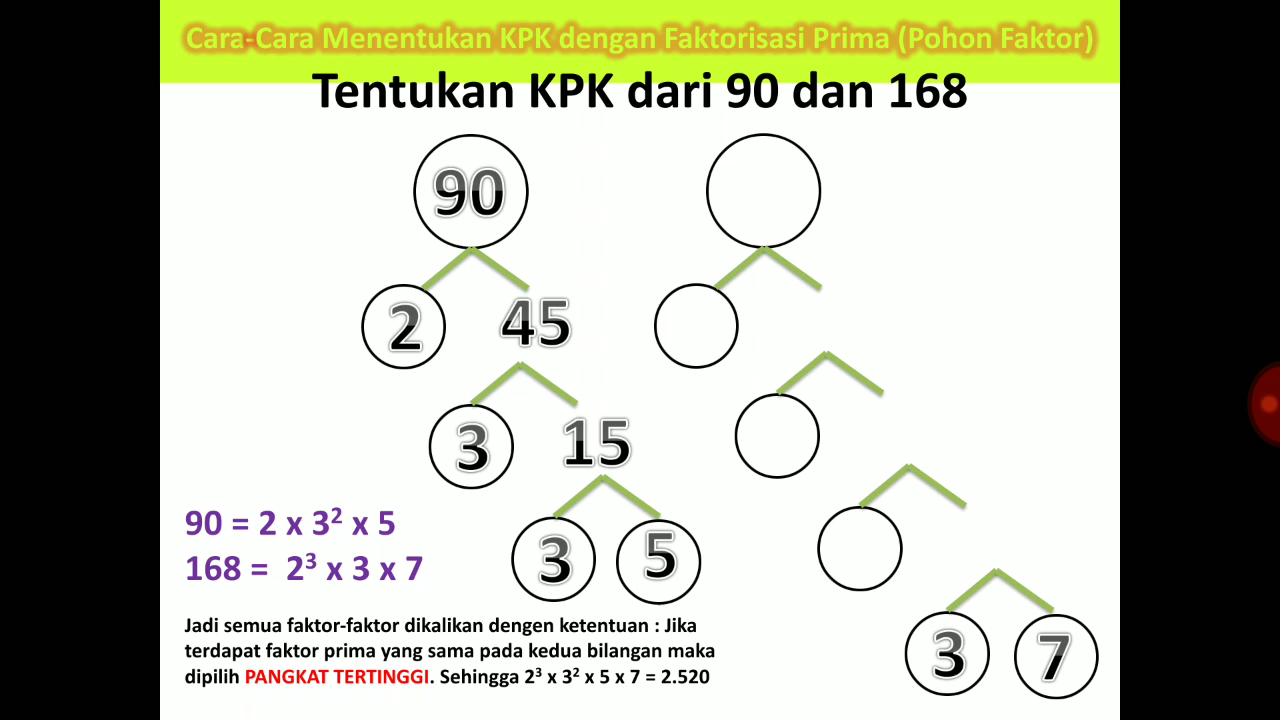 Cara-Cara Menentukan KPK dengan Faktorisasi Prima (Pohon Faktor)
Tentukan KPK dari 90 dan 168
90
2 45
3 15
3 5
3 7
90 = 2 x 3² x 5
168 = 2³ x 3 x 7
Jadi semua faktor-faktor dikalikan dengen ketentuan : Jika
terdapat faktor prima yang sama pada kedua bilangan maka
dipilih PANGKAT TERTINGGI. Sehingga 2³ x 3² x 5 x 7 = 2.520